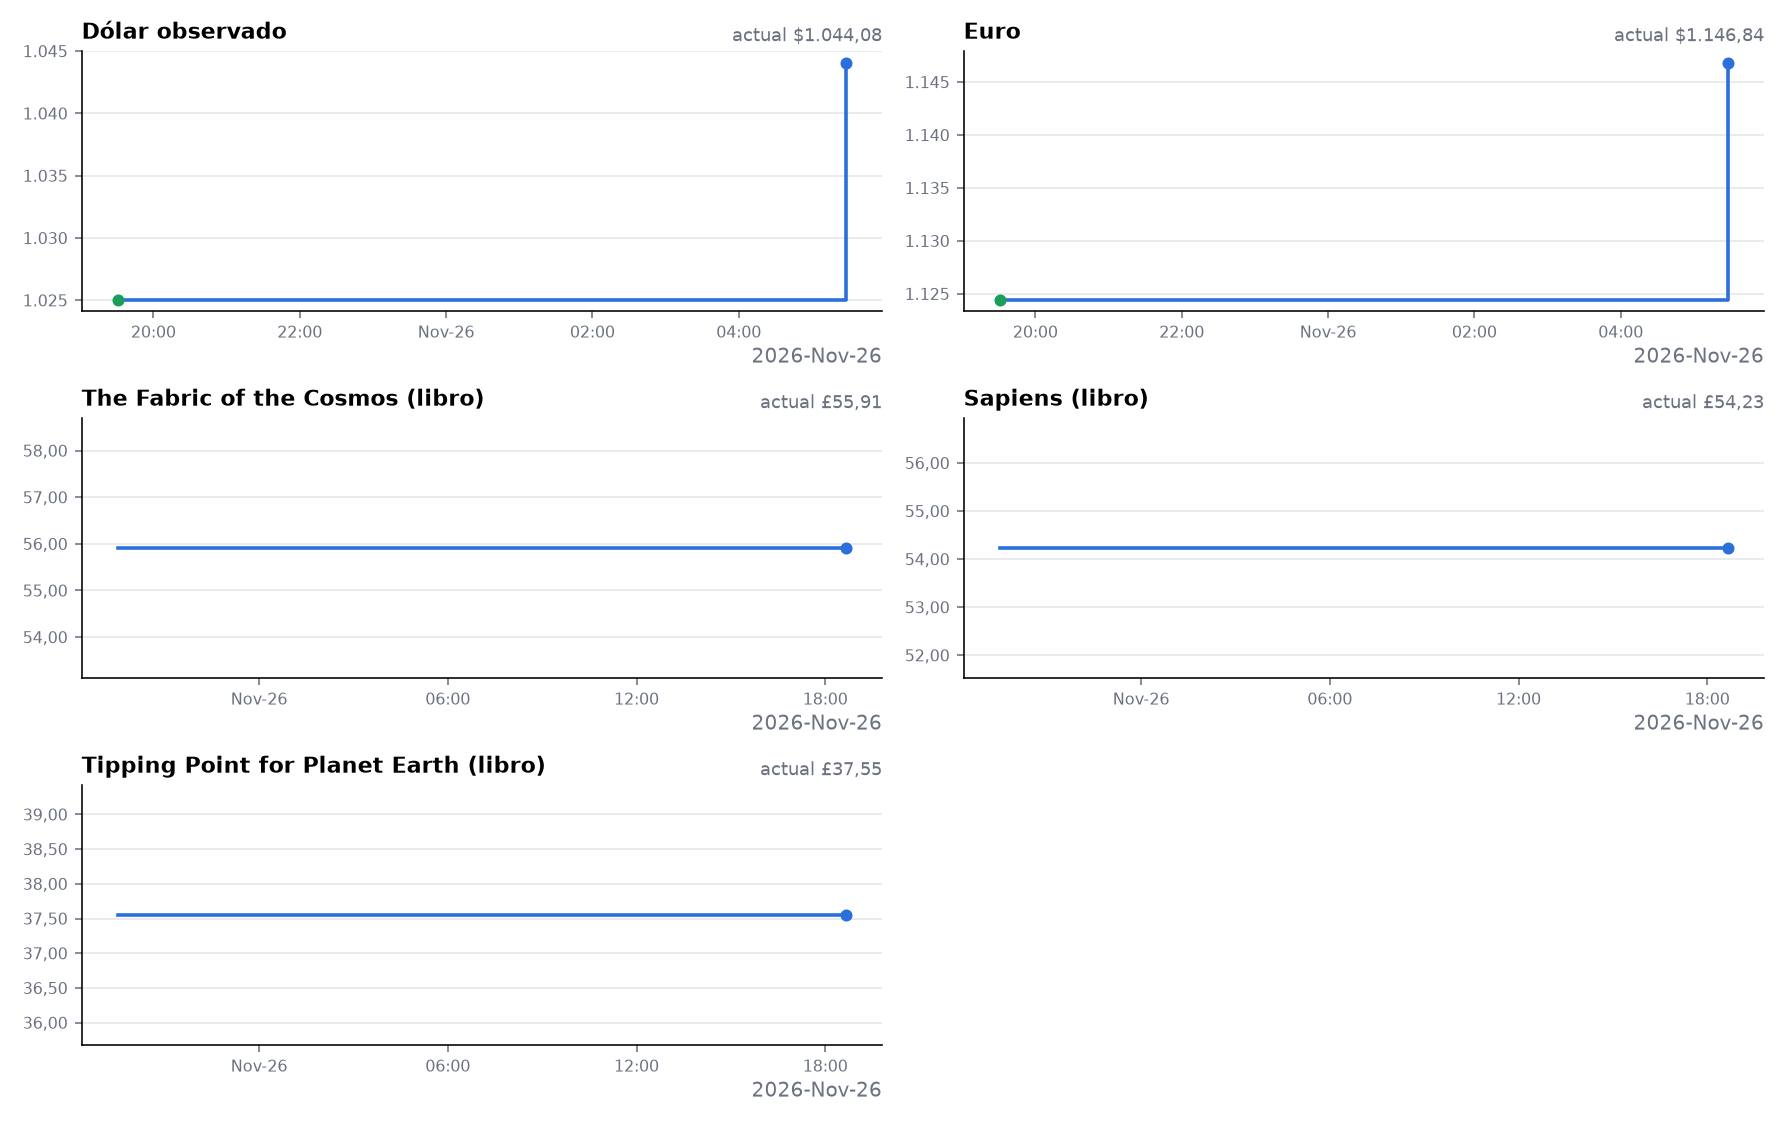 Dólar observado
actual $1.044,08
1.045
1.040
1.035
1.030
1.025
20:00
22:00
Nov-26
02:00
04:00
2026-Nov-26
Euro
actual $1.146,84
1.145
1.140
1.135
1.130
1.125
20:00
22:00
Nov-26
02:00
04:00
2026-Nov-26
The Fabric of the Cosmos (libro)
actual £55,91
58,00
57,00
56,00
55,00
54,00
Nov-26
06:00
12:00
18:00
2026-Nov-26
Sapiens (libro)
actual £54,23
56,00
55,00
54,00
53,00
52,00
Nov-26
06:00
12:00
18:00
2026-Nov-26
Tipping Point for Planet Earth (libro)
actual £37,55
39,00
38,50
38,00
37,50
37,00
36,50
36,00
Nov-26
06:00
12:00
18:00
2026-Nov-26